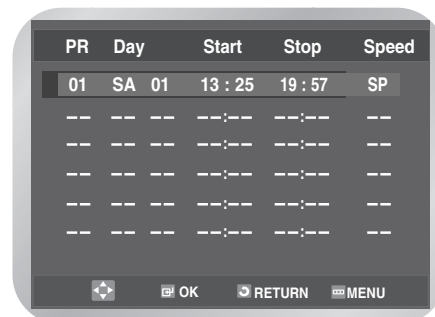 PR Day Start Stop Speed
01 SA 01 13 : 25 19 : 57 SP
–– –– –– ––:–– ––:–– ––
–– –– –– ––:–– ––:–– ––
–– –– –– ––:–– ––:–– ––
–– –– –– ––:–– ––:–– ––
–– –– –– ––:–– ––:–– ––
OK RETURN MENU